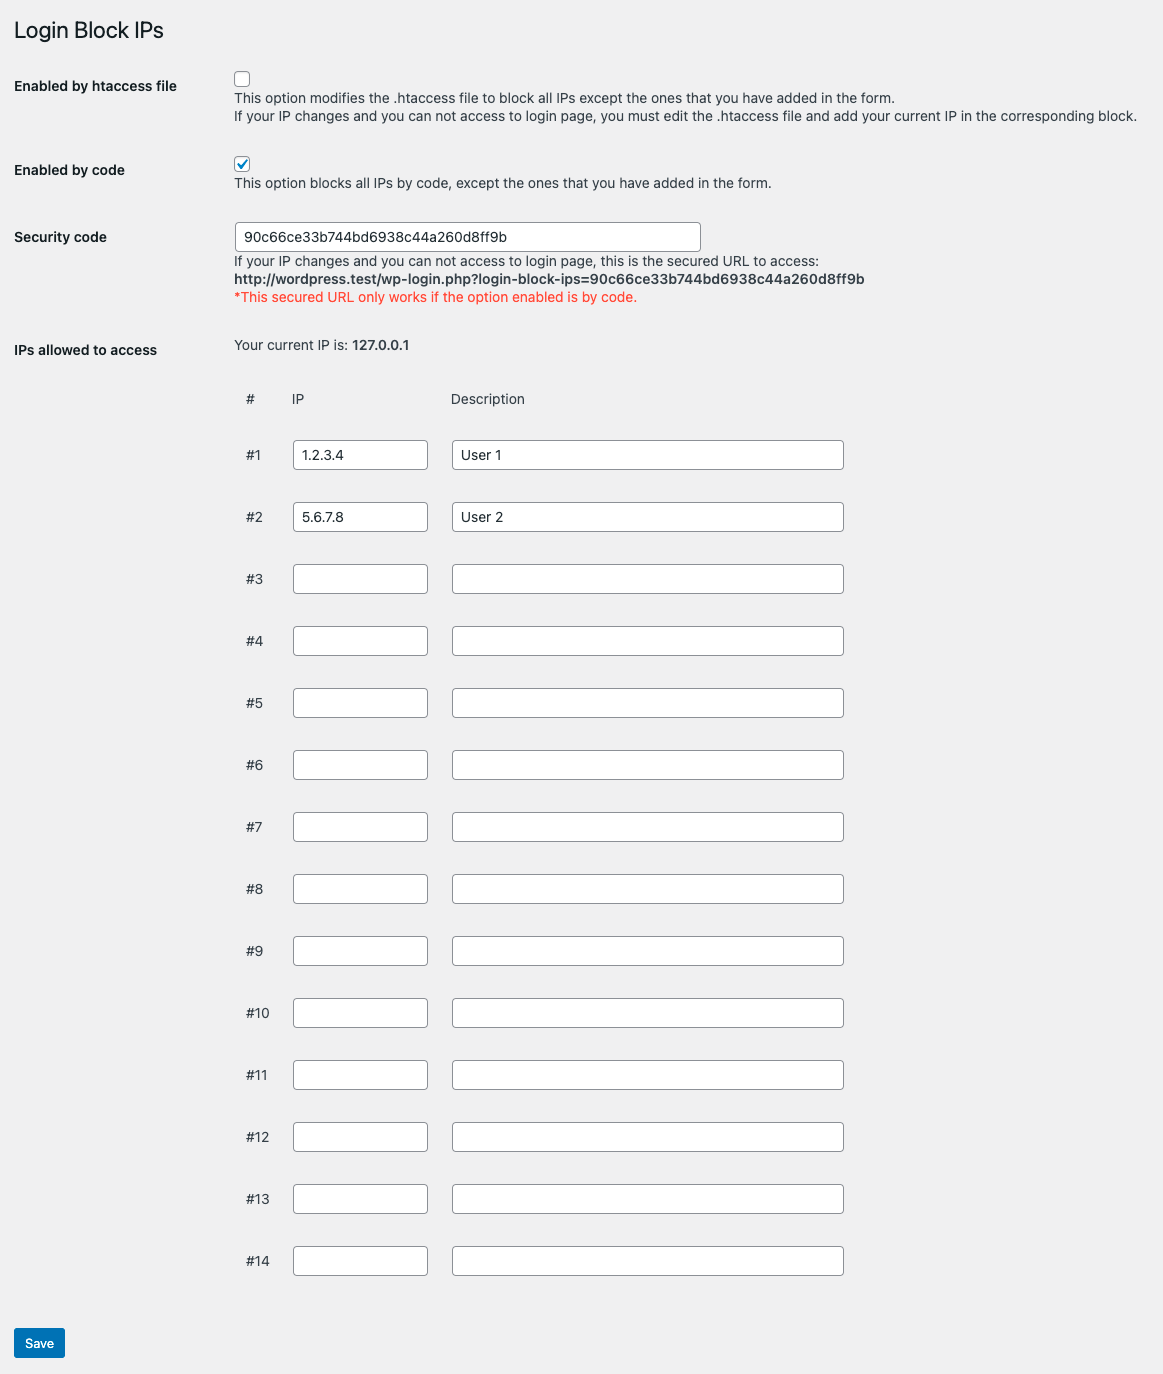 Login Block IPs
Enabled by htaccess file
This option modifies the .htaccess file to block all IPs except the ones that you have added in the form.
If your IP changes and you can not access to login page, you must edit the .htaccess file and add your current IP in the corresponding block.
Enabled by code
This option blocks all IPs by code, except the ones that you have added in the form.
Security code
90c66ce33b744bd6938c44a260d8ff9b
If your IP changes and you can not access to login page, this is the secured URL to access:
http://wordpress.test/wp-login.php?login-block-ips=90c66ce33b744bd6938c44a260d8ff9b
*This secured URL only works if the option enabled is by code.
IPs allowed to access
Your current IP is: 127.0.0.1
# IP Description
#1 1.2.3.4 User 1
#2 5.6.7.8 User 2
#3
#4
#5
#6
#7
#8
#9
#10
#11
#12
#13
#14
Save